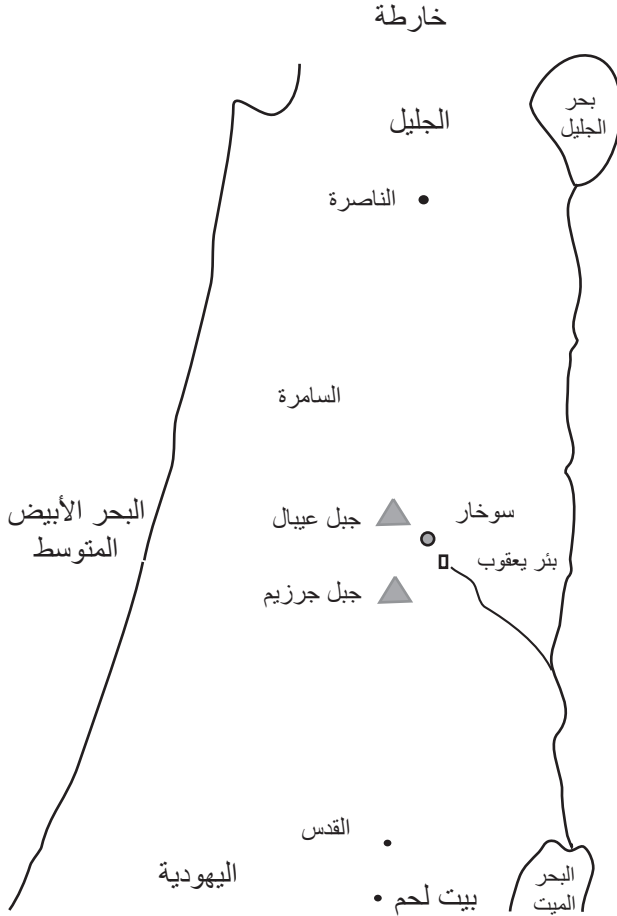 خارطة
بحر
الجليل
الجليل
الناصرة
السامرة
البحر الأبيض
المتوسط
جبل عيبال
سوخار
بئر يعقوب
جبل جرزيم
القدس
اليهودية
البحر
الميت
بيت لحم